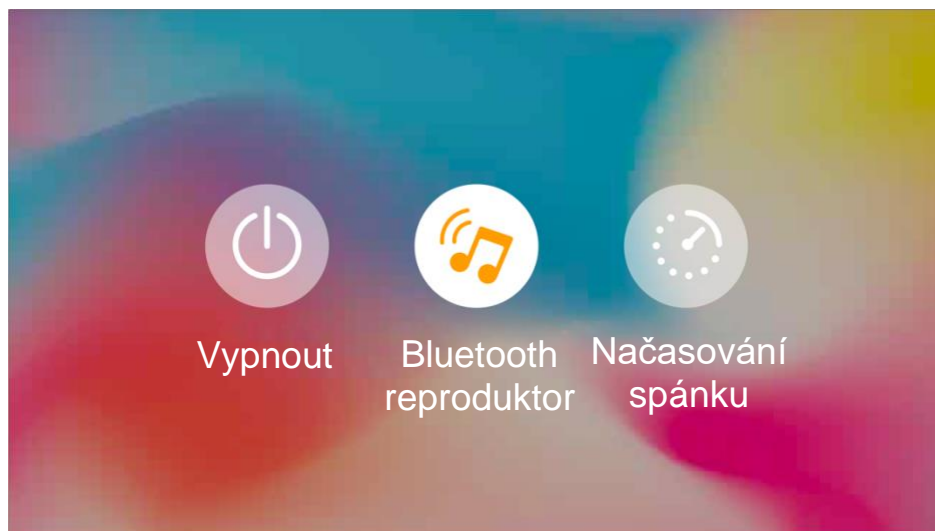 Vypnout
Bluetooth
reproduktor
Načasování
spánku